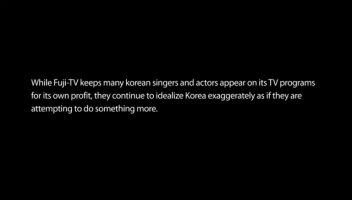 While Fuji-TV keeps many korean singers and actors appear on its TV programs
for its own profit, they continue to idealize Korea exaggerately as if they are
attempting to do something more.